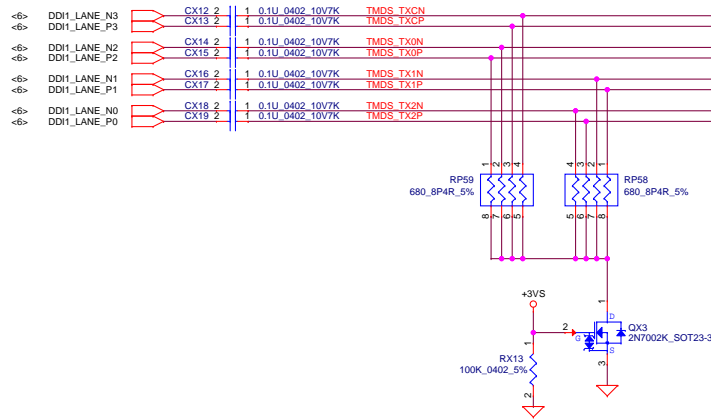 <6> DDI1_LANE_N3 CX12 2 1 0.1U_0402_10V7K TMDS_TXCN
<6> DDI1_LANE_P3 CX13 2 1 0.1U_0402_10V7K TMDS_TXCP
<6> DDI1_LANE_N2 CX14 2 1 0.1U_0402_10V7K TMDS_TX0N
<6> DDI1_LANE_P2 CX15 2 1 0.1U_0402_10V7K TMDS_TX0P
<6> DDI1_LANE_N1 CX16 2 1 0.1U_0402_10V7K TMDS_TX1N
<6> DDI1_LANE_P1 CX17 2 1 0.1U_0402_10V7K TMDS_TX1P
<6> DDI1_LANE_N0 CX18 2 1 0.1U_0402_10V7K TMDS_TX2N
<6> DDI1_LANE_P0 CX19 2 1 0.1U_0402_10V7K TMDS_TX2P
1 2 3 4 4 3 2 1
RP59 RP58
680_8P4R_5% 680_8P4R_5%
8 7 6 5 5 6 7 8
+3VS
1
D
2 QX3
G 2N7002K_SOT23-3
S
1 3
RX13
100K_0402_5%
2